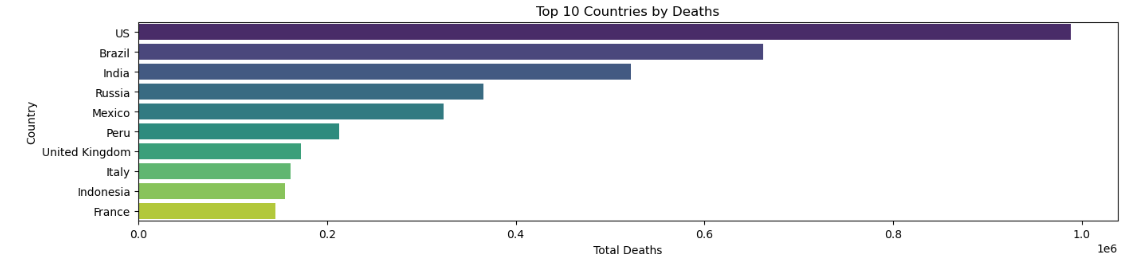 Top 10 Countries by Deaths
Country
US
Brazil
India
Russia
Mexico
Peru
United Kingdom
Italy
Indonesia
France
0.0 0.2 0.4 0.6 0.8 1.0
1e6
Total Deaths